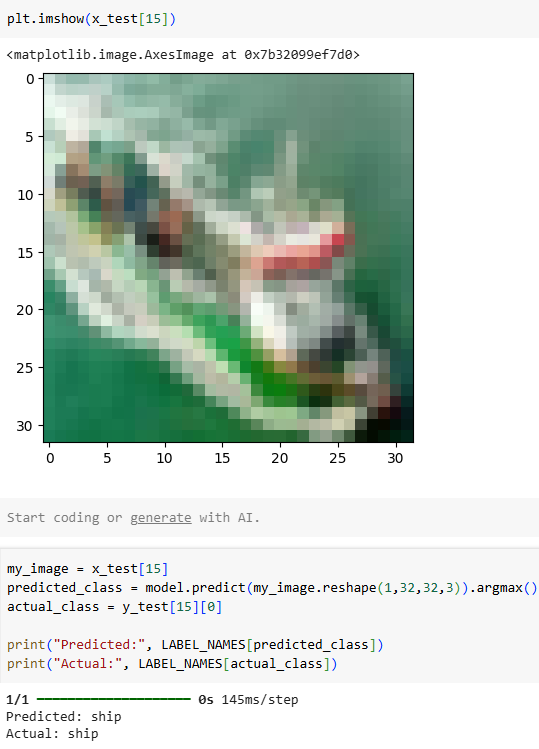 plt.imshow(x_test[15])
<matplotlib.image.AxesImage at 0x7b32099ef7d0>
0
5
10
15
20
25
30
0 5 10 15 20 25 30
Start coding or generate with AI.
my_image = x_test[15]
predicted_class = model.predict(my_image.reshape(1,32,32,3)).argmax()
actual_class = y_test[15][0]
print("Predicted:", LABEL_NAMES[predicted_class])
print("Actual:", LABEL_NAMES[actual_class])
1/1 ━━━━━━━━━━━━━━━━━━━━ 0s 145ms/step
Predicted: ship
Actual: ship